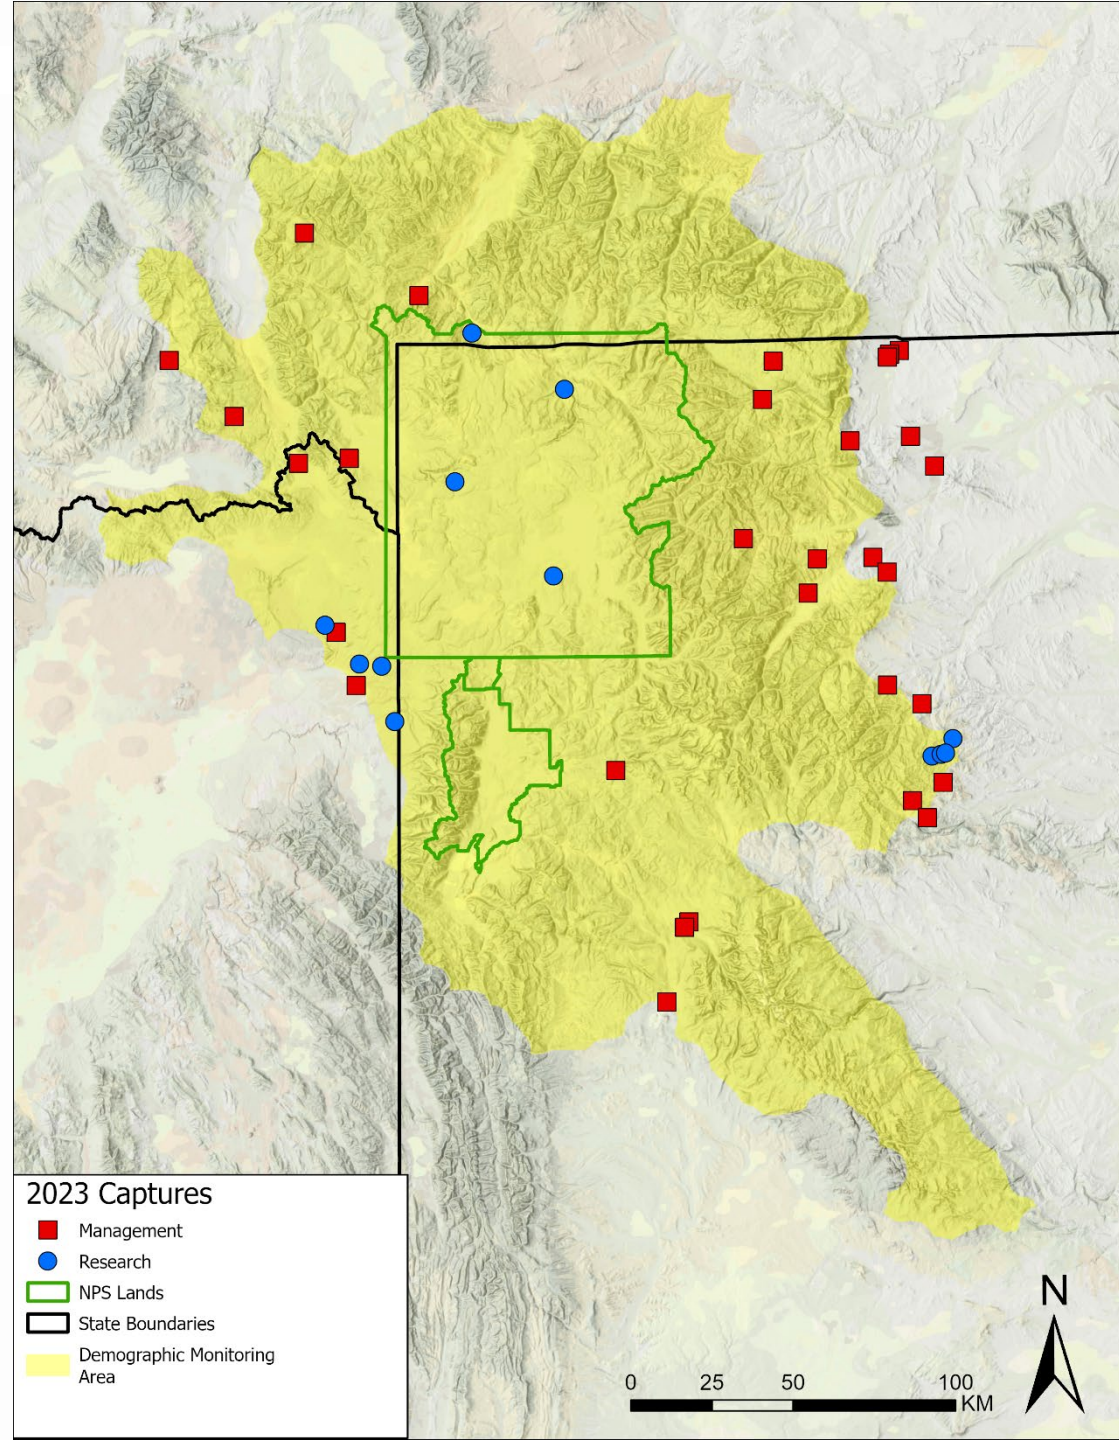 2023 Captures
Management
Research
NPS Lands
State Boundaries
Demographic Monitoring
Area
N
0 25 50 100
KM